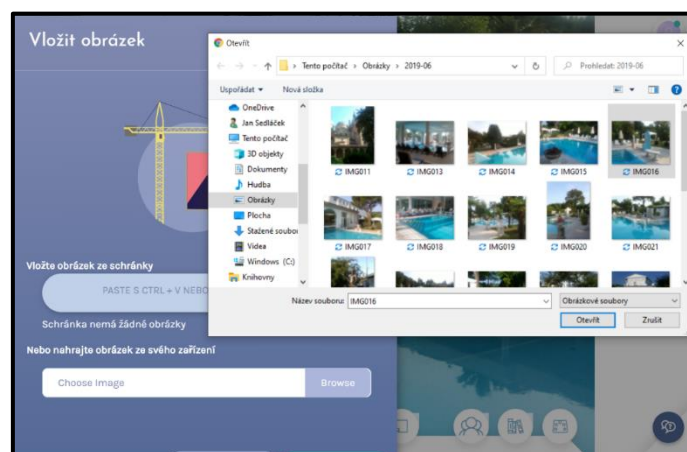 Vložit obrázek
Otevřít
Tento počítač > Obrázky > 2019-06
Prohledat: 2019-06
Uspořádat
Nová složka
OneDrive
Jan Sedláček
Tento počítač
3D objekty
Dokumenty
Hudba
Obrázky
Plocha
Stažené soubor
Videa
Windows (C:)
Knihovny
IMG011 IMG013 IMG014 IMG015 IMG016
IMG017 IMG018 IMG019 IMG020 IMG021
Název souboru: IMG016
Obrázkové soubory
Otevřít
Zrušit
Vložte obrázek ze schránky
PASTE S CTRL + V NEBO
Schránka nemá žádné obrázky
Nebo nahrajte obrázek ze svého zařízení
Choose Image
Browse